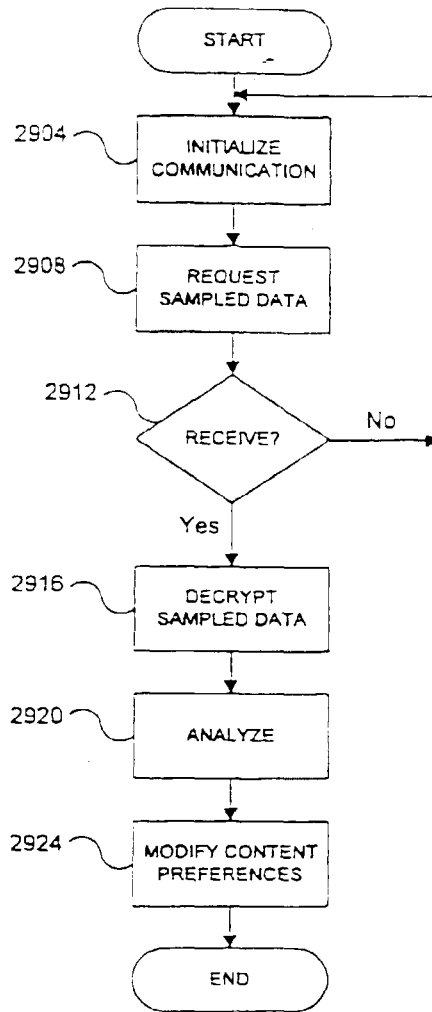 START
2904
INITIALIZE
COMMUNICATION
2908
REQUEST
SAMPLED DATA
2912
RECEIVE?
No
Yes
2916
DECRYPT
SAMPLED DATA
2920
ANALYZE
2924
MODIFY CONTENT
PREFERENCES
END